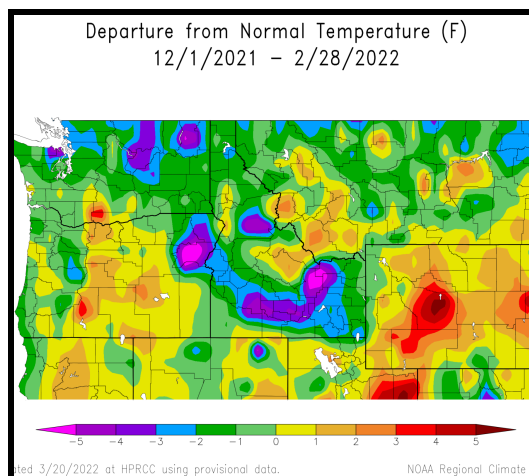 Departure from Normal Temperature (F)
12/1/2021 – 2/28/2022
-5 -4 -3 -2 -1 0 1 2 3 4 5
ated 3/20/2022 at HPRCC using provisional data. NOAA Regional Climate